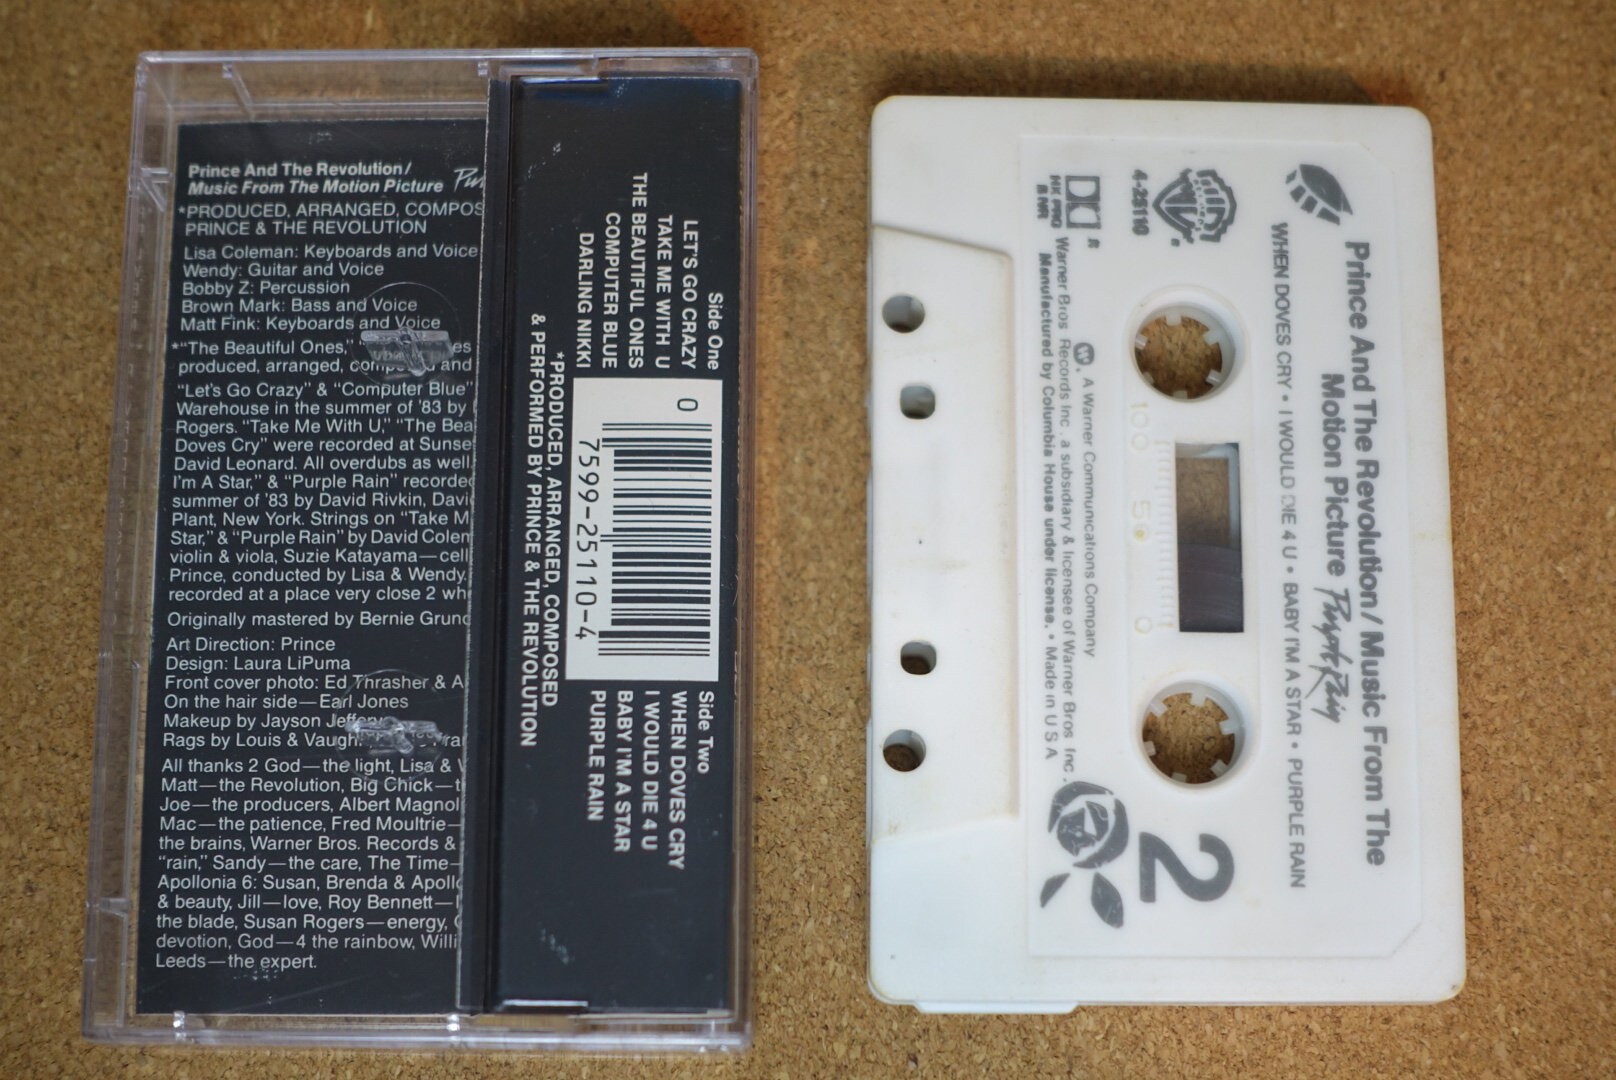 Prince And The Revolution/
Music From The Motion Picture
*PRODUCED, ARRANGED, COMPOS
PRINCE & THE REVOLUTION
Lisa Coleman: Keyboards and Voice
Wendy: Guitar and Voice
Bobby Z: Percussion
Brown Mark: Bass and Voice
Matt Fink: Keyboards and Voice
*"The Beautiful Ones,"
produced, arranged, and
"Let's Go Crazy" & "Computer Blue"
Warehouse in the summer of '83 by
Rogers. "Take Me With U," "The Bea
Doves Cry" were recorded at Sunse
David Leonard. All overdubs as well
I'm A Star," & "Purple Rain" recorde
summer of '83 by David Rivkin, Davi
Plant, New York. Strings on "Take M
Star," & "Purple Rain" by David Colem
violin & viola, Suzie Katayama—cell
Prince, conducted by Lisa & Wendy.
recorded at a place very close 2 wh
Originally mastered by Bernie Grund
Art Direction: Prince
Design: Laura LiPuma
Front cover photo: Ed Thrasher & A
On the hair side—Earl Jones
Makeup by Jayson
Rags by Louis & Vaughn
All thanks 2 God—the light, Lisa &
Matt—the Revolution, Big Chick—t
Joe—the producers, Albert Magnol
Mac—the patience, Fred Moultrie—
the brains, Warner Bros. Records &
"rain," Sandy—the care, The Time—
Apollonia 6: Susan, Brenda & Apollo
& beauty, Jill—love, Roy Bennett—
the blade, Susan Rogers—energy,
devotion, God—4 the rainbow, Willi
Leeds—the expert.
Side One
LET'S GO CRAZY
TAKE ME WITH U
THE BEAUTIFUL ONES
COMPUTER BLUE
DARLING NIKKI
0 7599-25110-4
Side Two
WHEN DOVES CRY
I WOULD DIE 4 U
BABY I'M A STAR
PURPLE RAIN
*PRODUCED, ARRANGED, COMPOSED
& PERFORMED BY PRINCE & THE REVOLUTION
Prince And The Revolution/Music From The
Motion Picture Purple Rain
WHEN DOVES CRY • I WOULD DIE 4 U • BABY I'M A STAR • PURPLE RAIN
4-25110
2
100 50 0
HX PRO
B NR
W. A Warner Communications Company
Warner Bros. Records Inc. a subsidiary & licensee of Warner Bros. Inc.
Manufactured by Columbia House under license. • Made in U S A